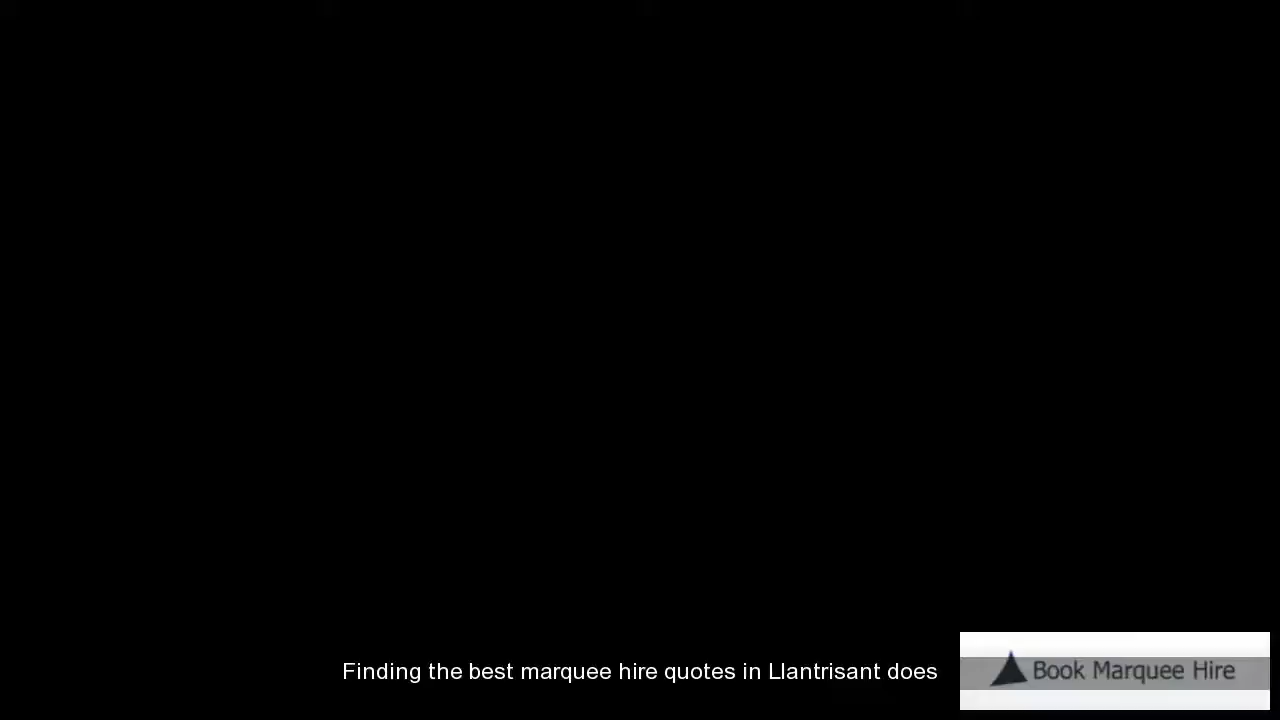 Finding the best marquee hire quotes in Llantrisant does
Book Marquee Hire